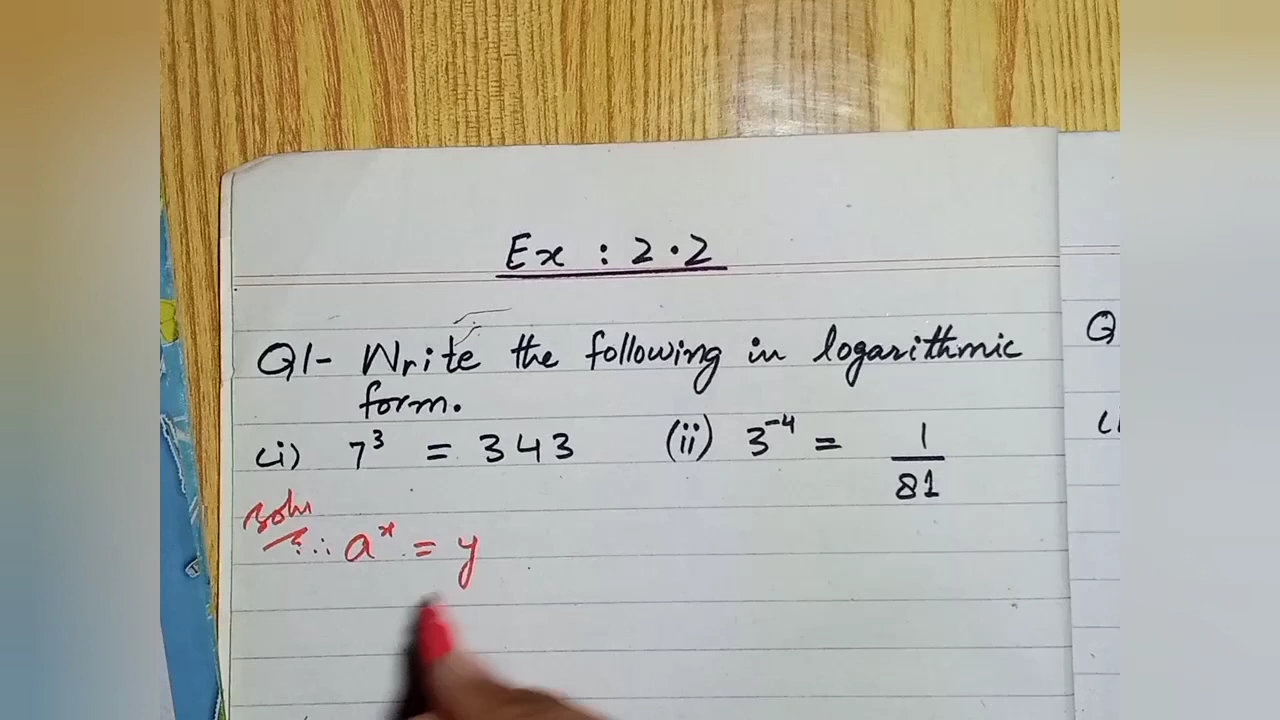 Ex : 2.2
Q1- Write the following in logarithmic
form.
(i) 7³ = 343 (ii) 3⁻⁴ = 1/81
Soln
∵ aˣ = y
Q
(i